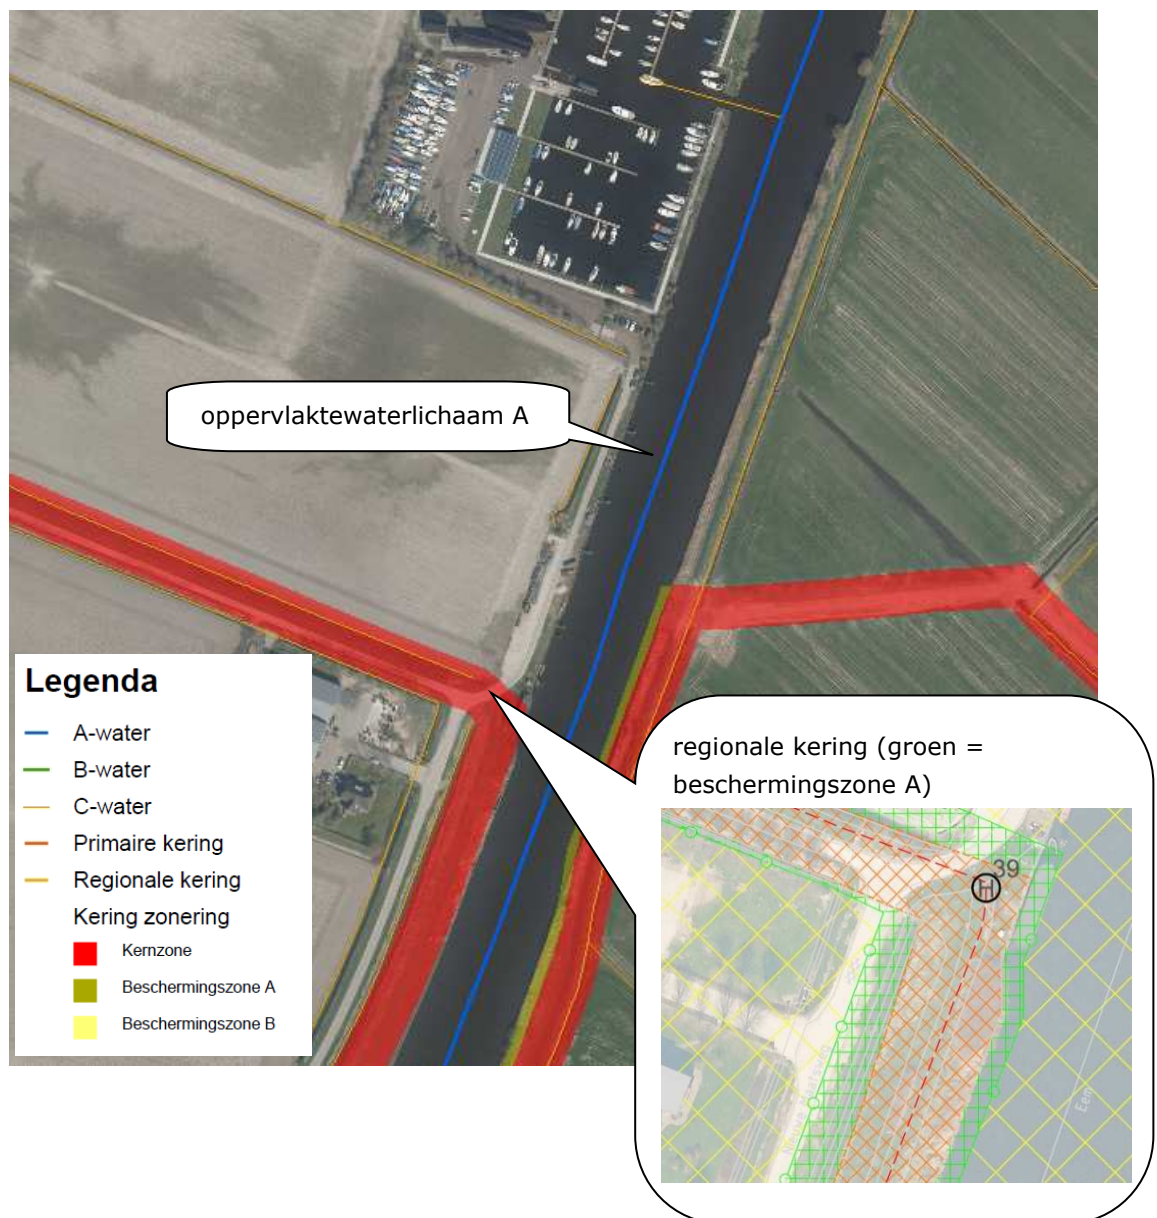 oppervlaktewaterlichaam A
Legenda
A-water
B-water
C-water
Primaire kering
Regionale kering
Kering zonering
Kernzone
Beschermingszone A
Beschermingszone B
regionale kering (groen =
beschermingszone A)
39
H
Eem